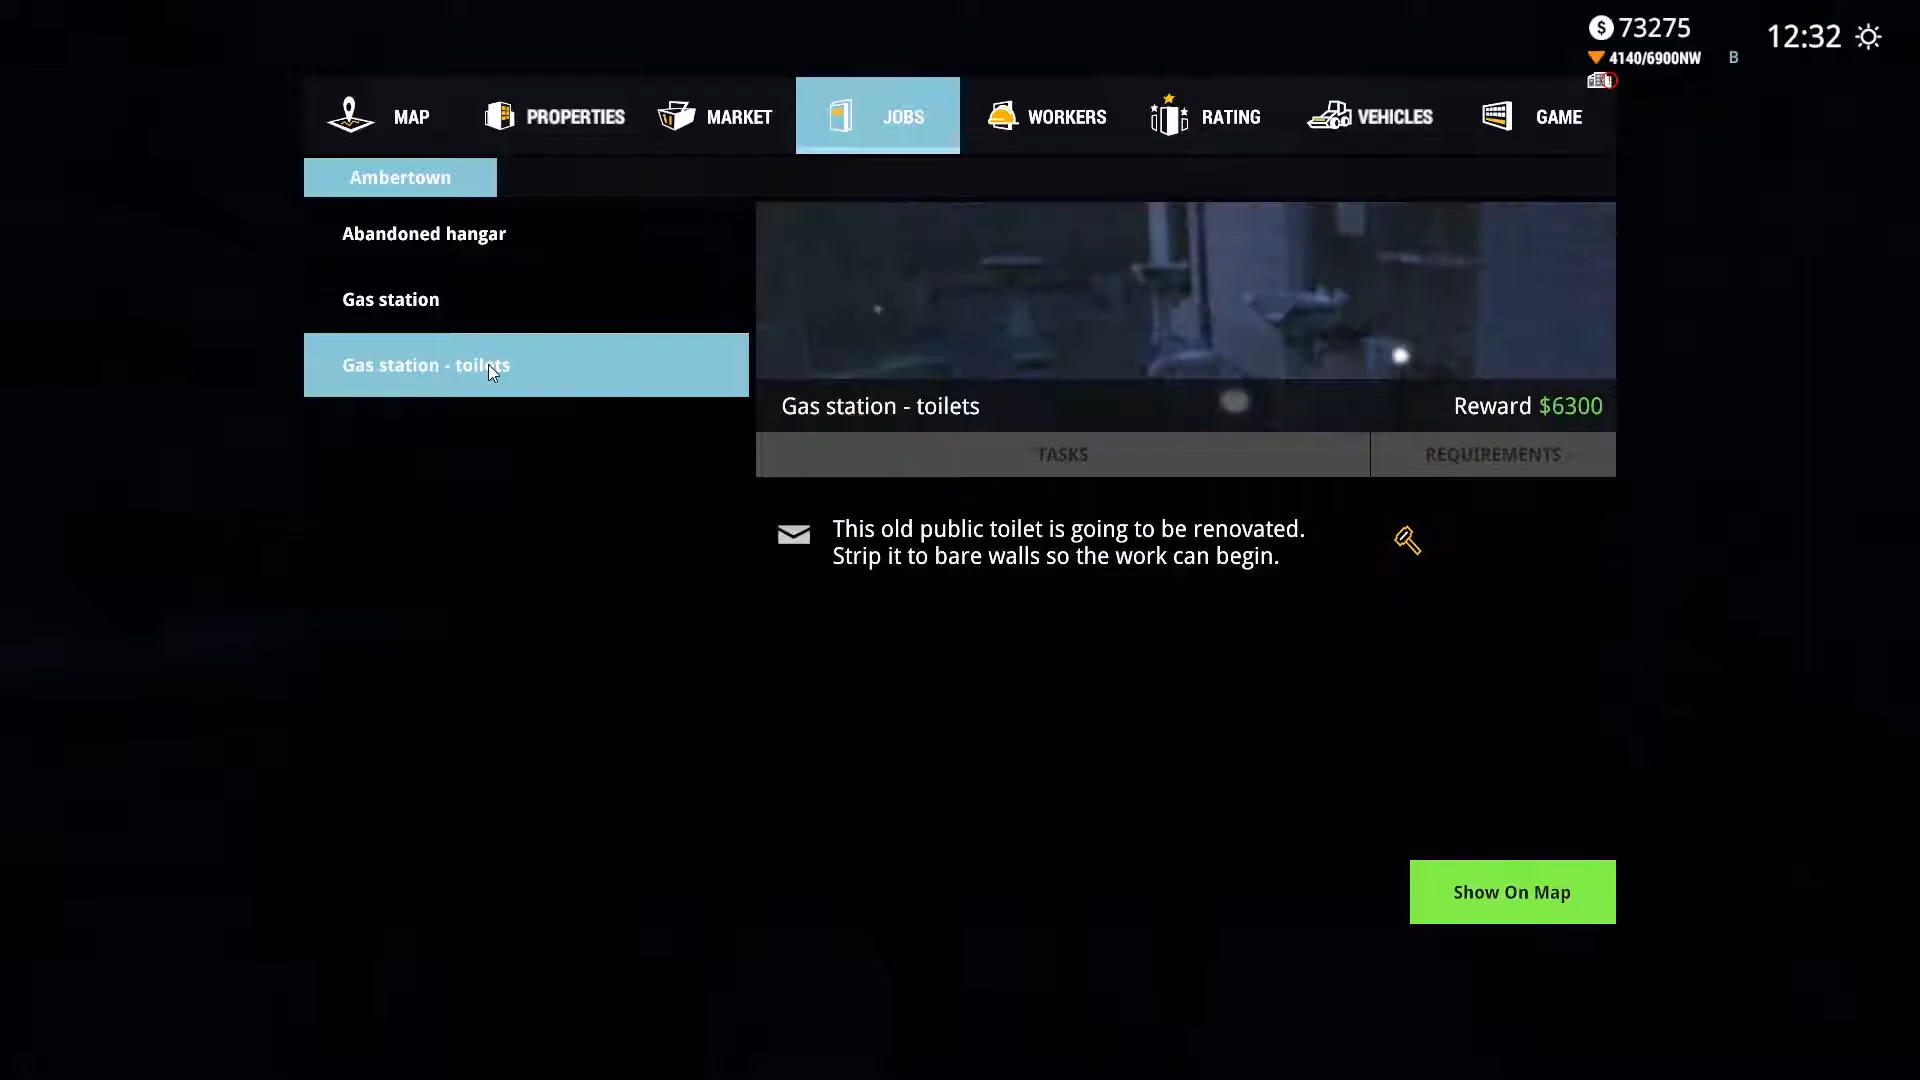 $ 73275
12:32
4140/6900NW B
MAP PROPERTIES MARKET JOBS WORKERS RATING VEHICLES GAME
Ambertown
Abandoned hangar
Gas station
Gas station - toilets
Gas station - toilets Reward $6300
TASKS REQUIREMENTS
This old public toilet is going to be renovated.
Strip it to bare walls so the work can begin.
Show On Map